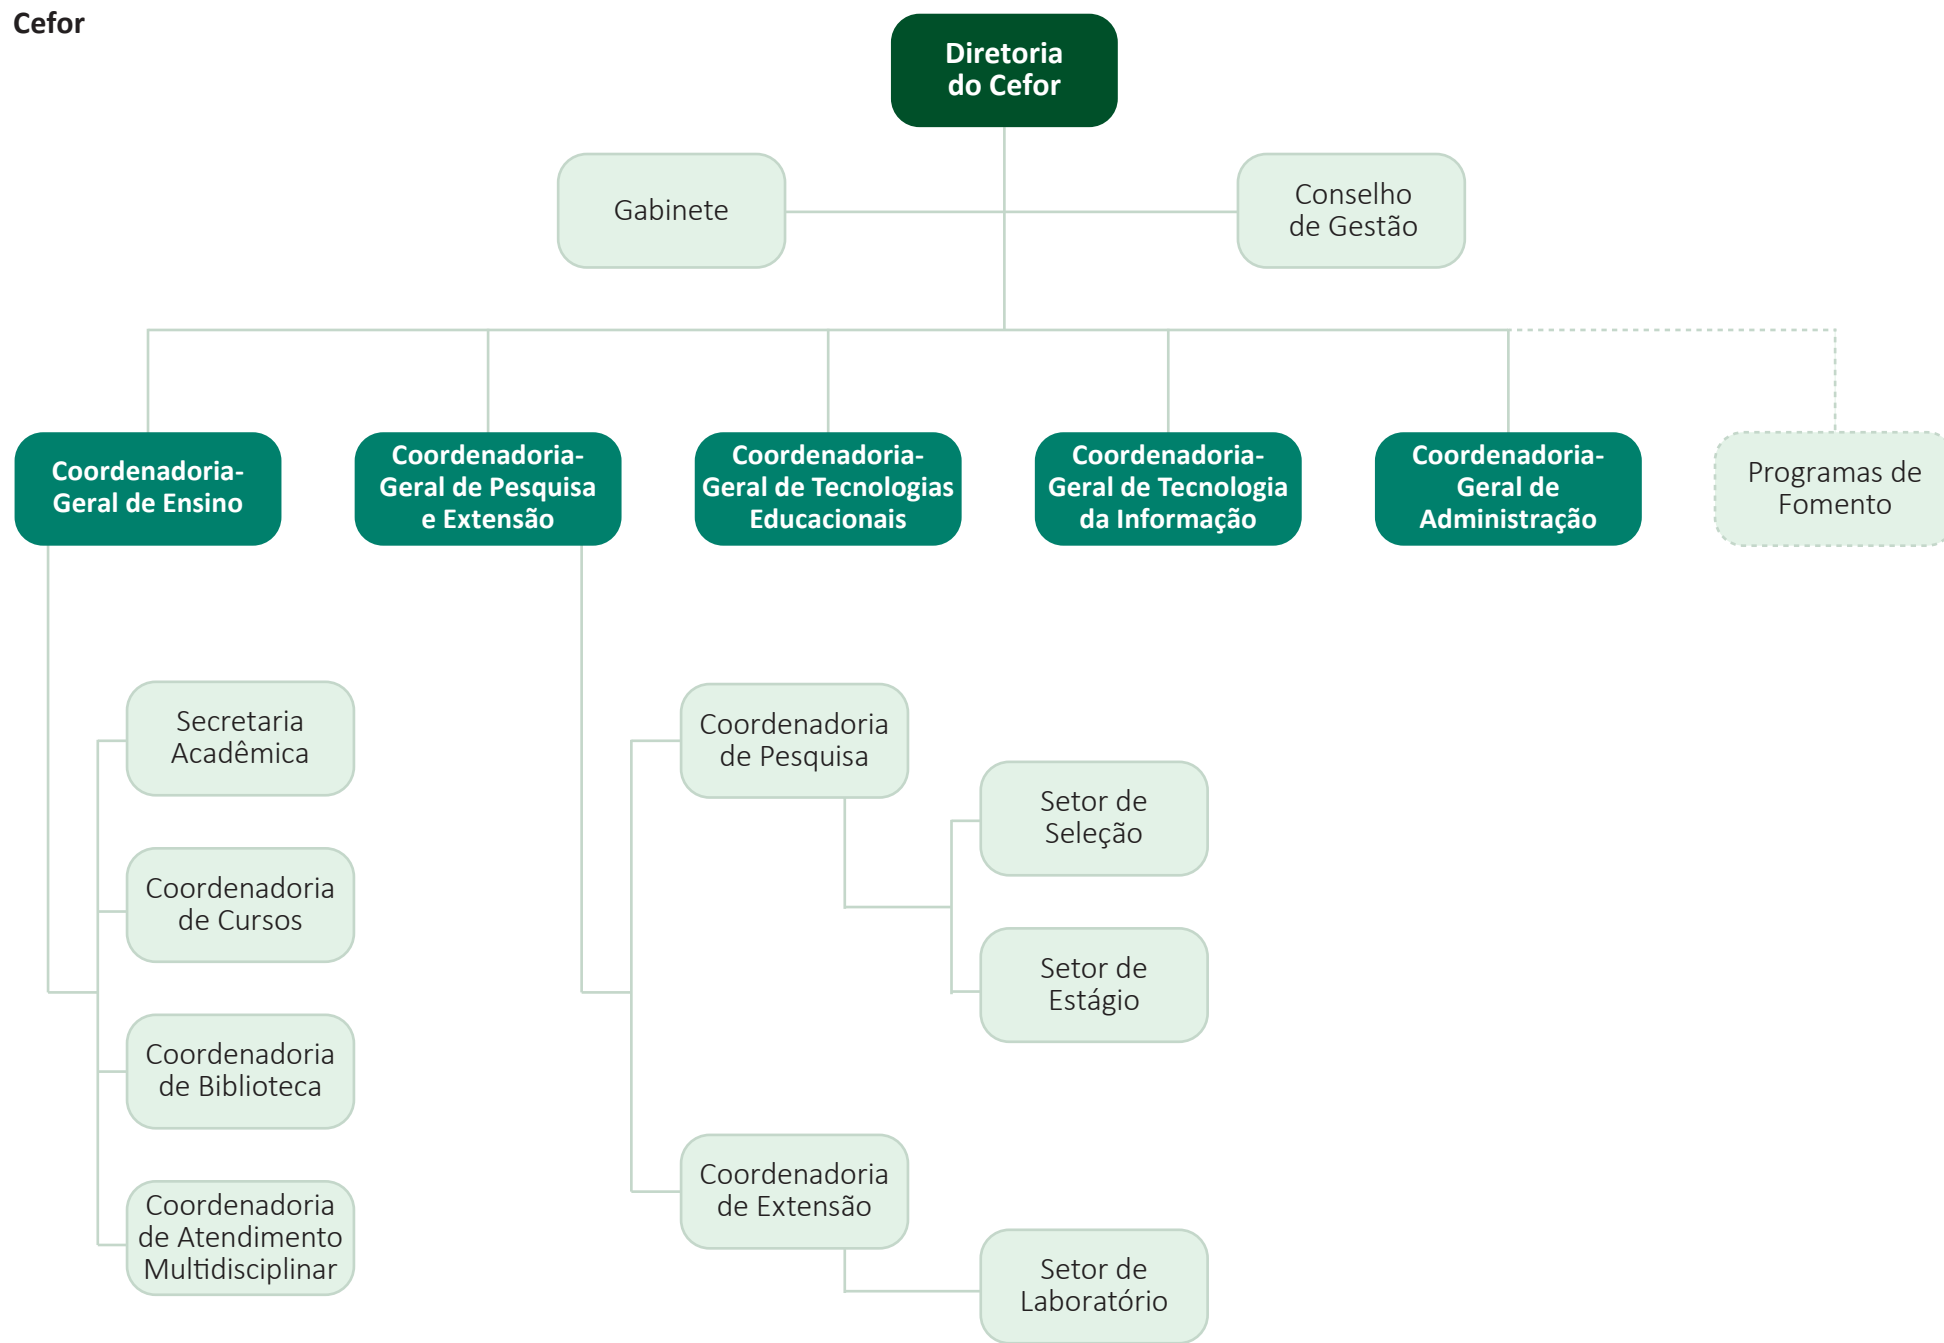 Cefor
Diretoria
do Cefor
Gabinete
Conselho
de Gestão
Coordenadoria-
Geral de Ensino
Coordenadoria-
Geral de Pesquisa
e Extensão
Coordenadoria-
Geral de Tecnologias
Educacionais
Coordenadoria-
Geral de Tecnologia
da Informação
Coordenadoria-
Geral de
Administração
Programas de
Fomento
Secretaria
Acadêmica
Coordenadoria
de Cursos
Coordenadoria
de Biblioteca
Coordenadoria
de Atendimento
Multidisciplinar
Coordenadoria
de Pesquisa
Setor de
Seleção
Setor de
Estágio
Coordenadoria
de Extensão
Setor de
Laboratório